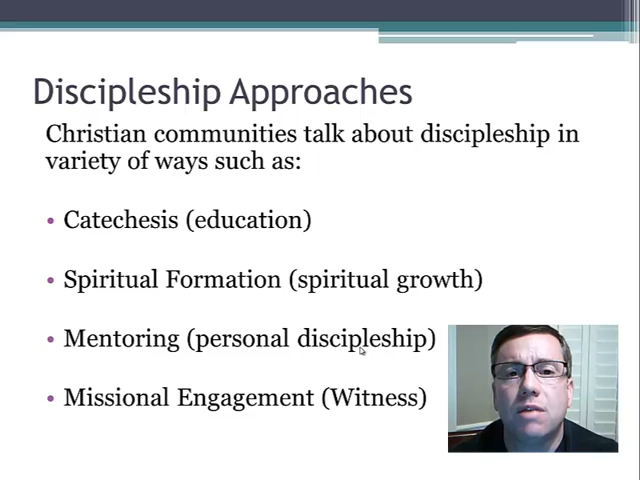 Discipleship Approaches
Christian communities talk about discipleship in
variety of ways such as:
• Catechesis (education)
• Spiritual Formation (spiritual growth)
• Mentoring (personal discipleship)
• Missional Engagement (Witness)